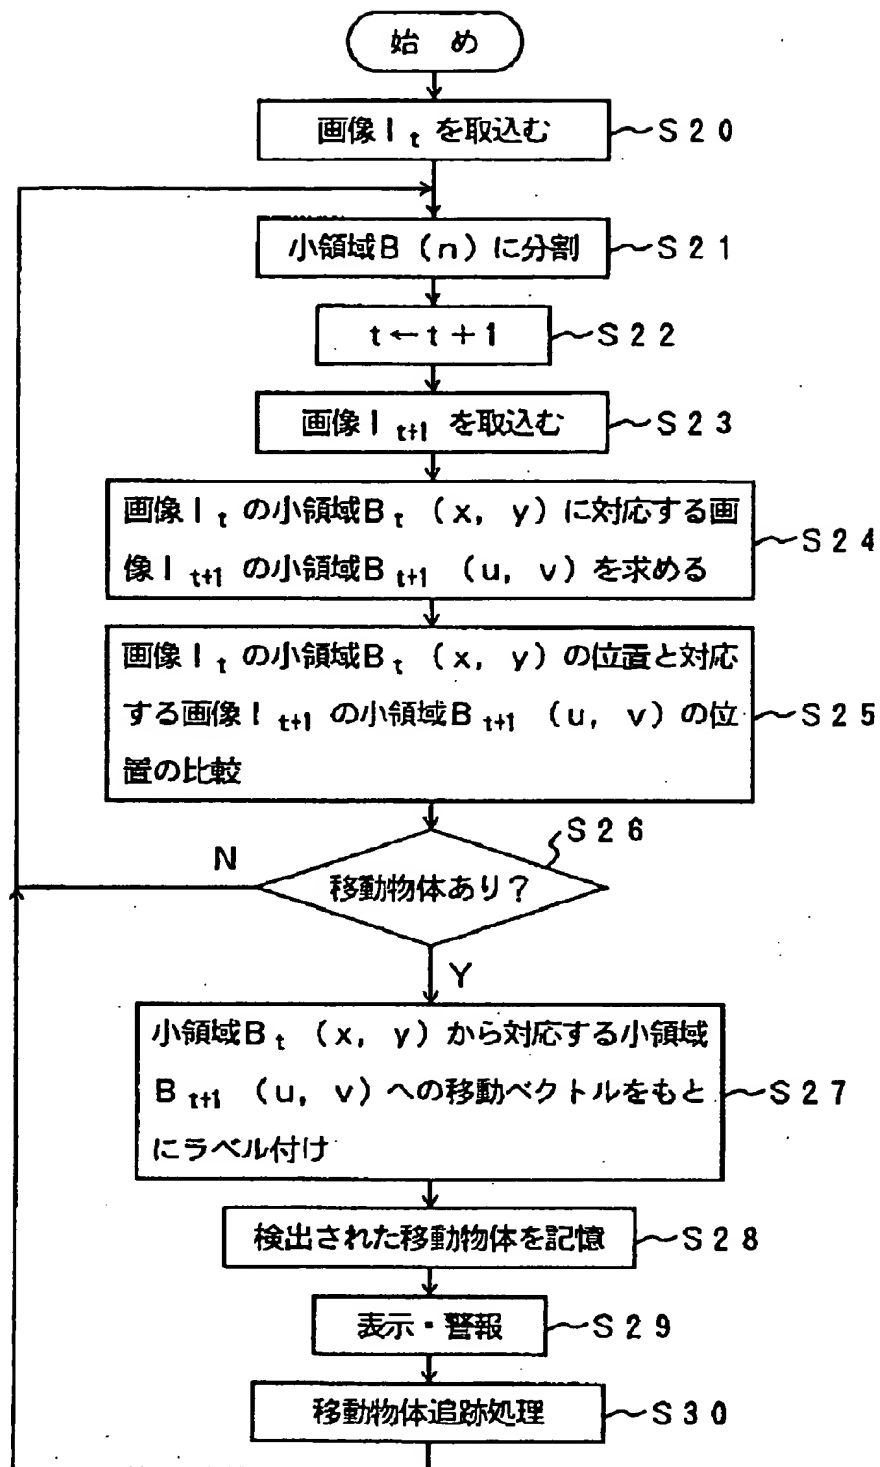 始 め
画像I t を取込む
S20
小領域B (n) に分割
S21
t←t+1
S22
画像I t+1 を取込む
S23
画像I t の小領域B t (x, y) に対応する画
像I t+1 の小領域B t+1 (u, v) を求める
S24
画像I t の小領域B t (x, y) の位置と対応
する画像I t+1 の小領域B t+1 (u, v) の位
置の比較
S25
S26
N
移動物体あり?
Y
小領域B t (x, y) から対応する小領域
B t+1 (u, v) への移動ベクトルをもと
にラベル付け
S27
検出された移動物体を記憶
S28
表示・警報
S29
移動物体追跡処理
S30